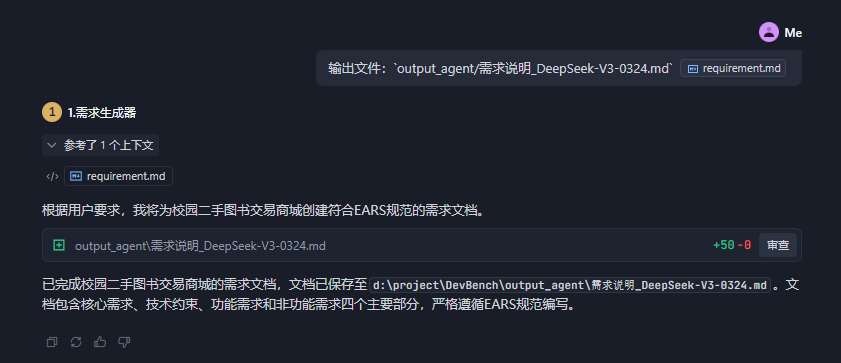 Me
输出文件：`output_agent/需求说明_DeepSeek-V3-0324.md` requirement.md
1 1.需求生成器
参考了 1 个上下文
requirement.md
根据用户要求，我将为校园二手图书交易商城创建符合EARS规范的需求文档。
output_agent\需求说明_DeepSeek-V3-0324.md +50 -0 审查
已完成校园二手图书交易商城的需求文档，文档已保存至 d:\project\DevBench\output_agent\需求说明_DeepSeek-V3-0324.md 。文
档包含核心需求、技术约束、功能需求和非功能需求四个主要部分，严格遵循EARS规范编写。